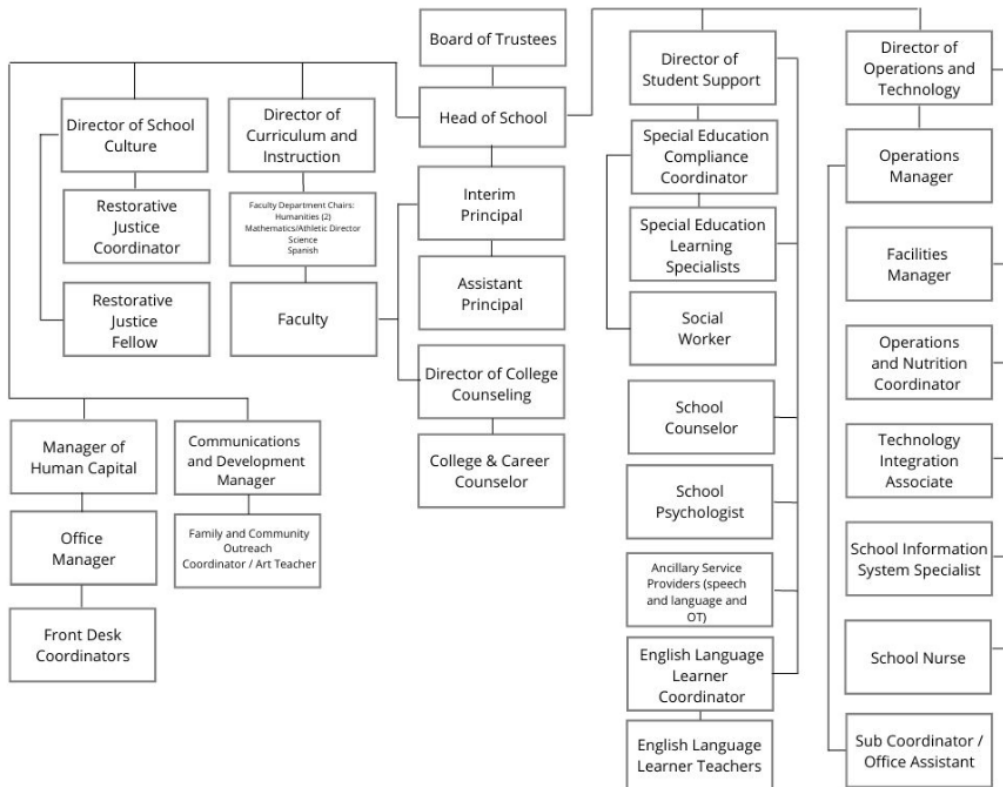 Board of Trustees
Head of School
Director of School
Culture
Restorative
Justice
Coordinator
Restorative
Justice
Fellow
Director of
Curriculum and
Instruction
Faculty Department Chairs:
Humanities (2)
Mathematics/Athletic Director
Science
Spanish
Faculty
Interim
Principal
Assistant
Principal
Director of College
Counseling
College & Career
Counselor
Manager of
Human Capital
Office
Manager
Front Desk
Coordinators
Communications
and Development
Manager
Family and Community
Outreach
Coordinator / Art Teacher
Director of
Student Support
Special Education
Compliance
Coordinator
Special Education
Learning
Specialists
Social
Worker
School
Counselor
School
Psychologist
Ancillary Service
Providers (speech
and language and
OT)
English Language
Learner
Coordinator
English Language
Learner Teachers
Director of
Operations and
Technology
Operations
Manager
Facilities
Manager
Operations
and Nutrition
Coordinator
Technology
Integration
Associate
School Information
System Specialist
School Nurse
Sub Coordinator /
Office Assistant